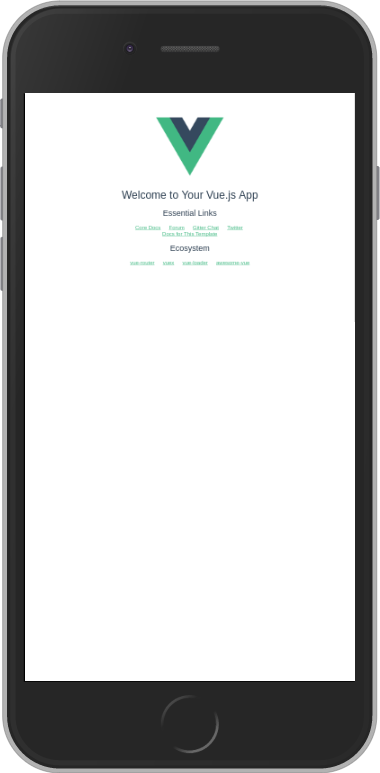 Welcome to Your Vue.js App
Essential Links
Core Docs Forum Gitter Chat Twitter
Docs for This Template
Ecosystem
vue-router vuex vue-loader awesome-vue